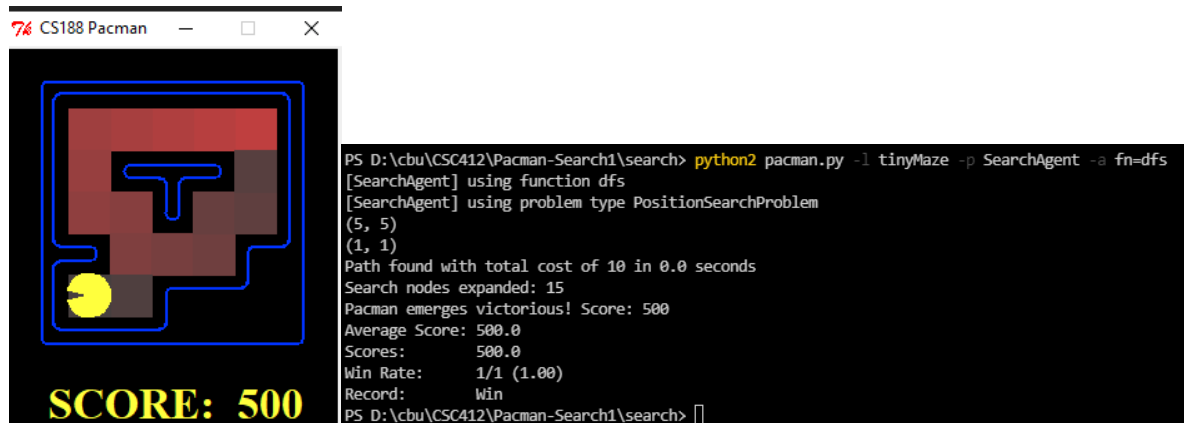 CS188 Pacman
SCORE: 500
PS D:\cbu\CSC412\Pacman-Search1\search> python2 pacman.py -l tinyMaze -p SearchAgent -a fn=dfs
[SearchAgent] using function dfs
[SearchAgent] using problem type PositionSearchProblem
(5, 5)
(1, 1)
Path found with total cost of 10 in 0.0 seconds
Search nodes expanded: 15
Pacman emerges victorious! Score: 500
Average Score: 500.0
Scores:        500.0
Win Rate:      1/1 (1.00)
Record:        Win
PS D:\cbu\CSC412\Pacman-Search1\search>